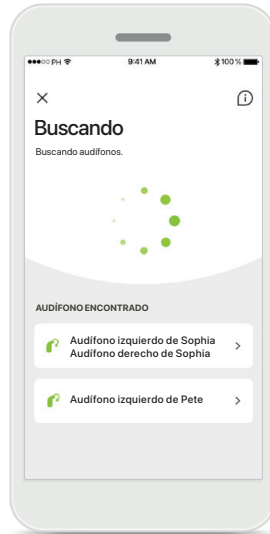 PH 9:41 AM 100%
Buscando
Buscando audífonos.
AUDÍFONO ENCONTRADO
Audífono izquierdo de Sophia
Audífono derecho de Sophia
Audífono izquierdo de Pete